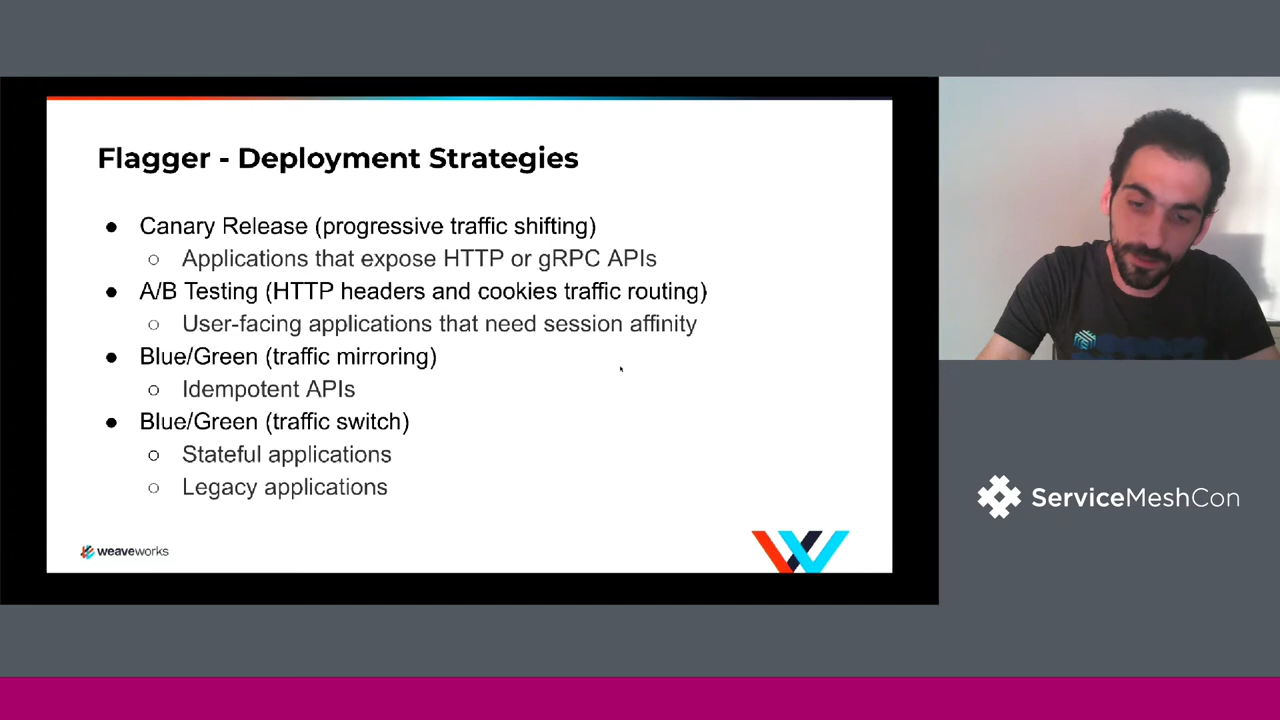 Flagger - Deployment Strategies
● Canary Release (progressive traffic shifting)
○ Applications that expose HTTP or gRPC APIs
● A/B Testing (HTTP headers and cookies traffic routing)
○ User-facing applications that need session affinity
● Blue/Green (traffic mirroring)
○ Idempotent APIs
● Blue/Green (traffic switch)
○ Stateful applications
○ Legacy applications
weaveworks
ServiceMeshCon